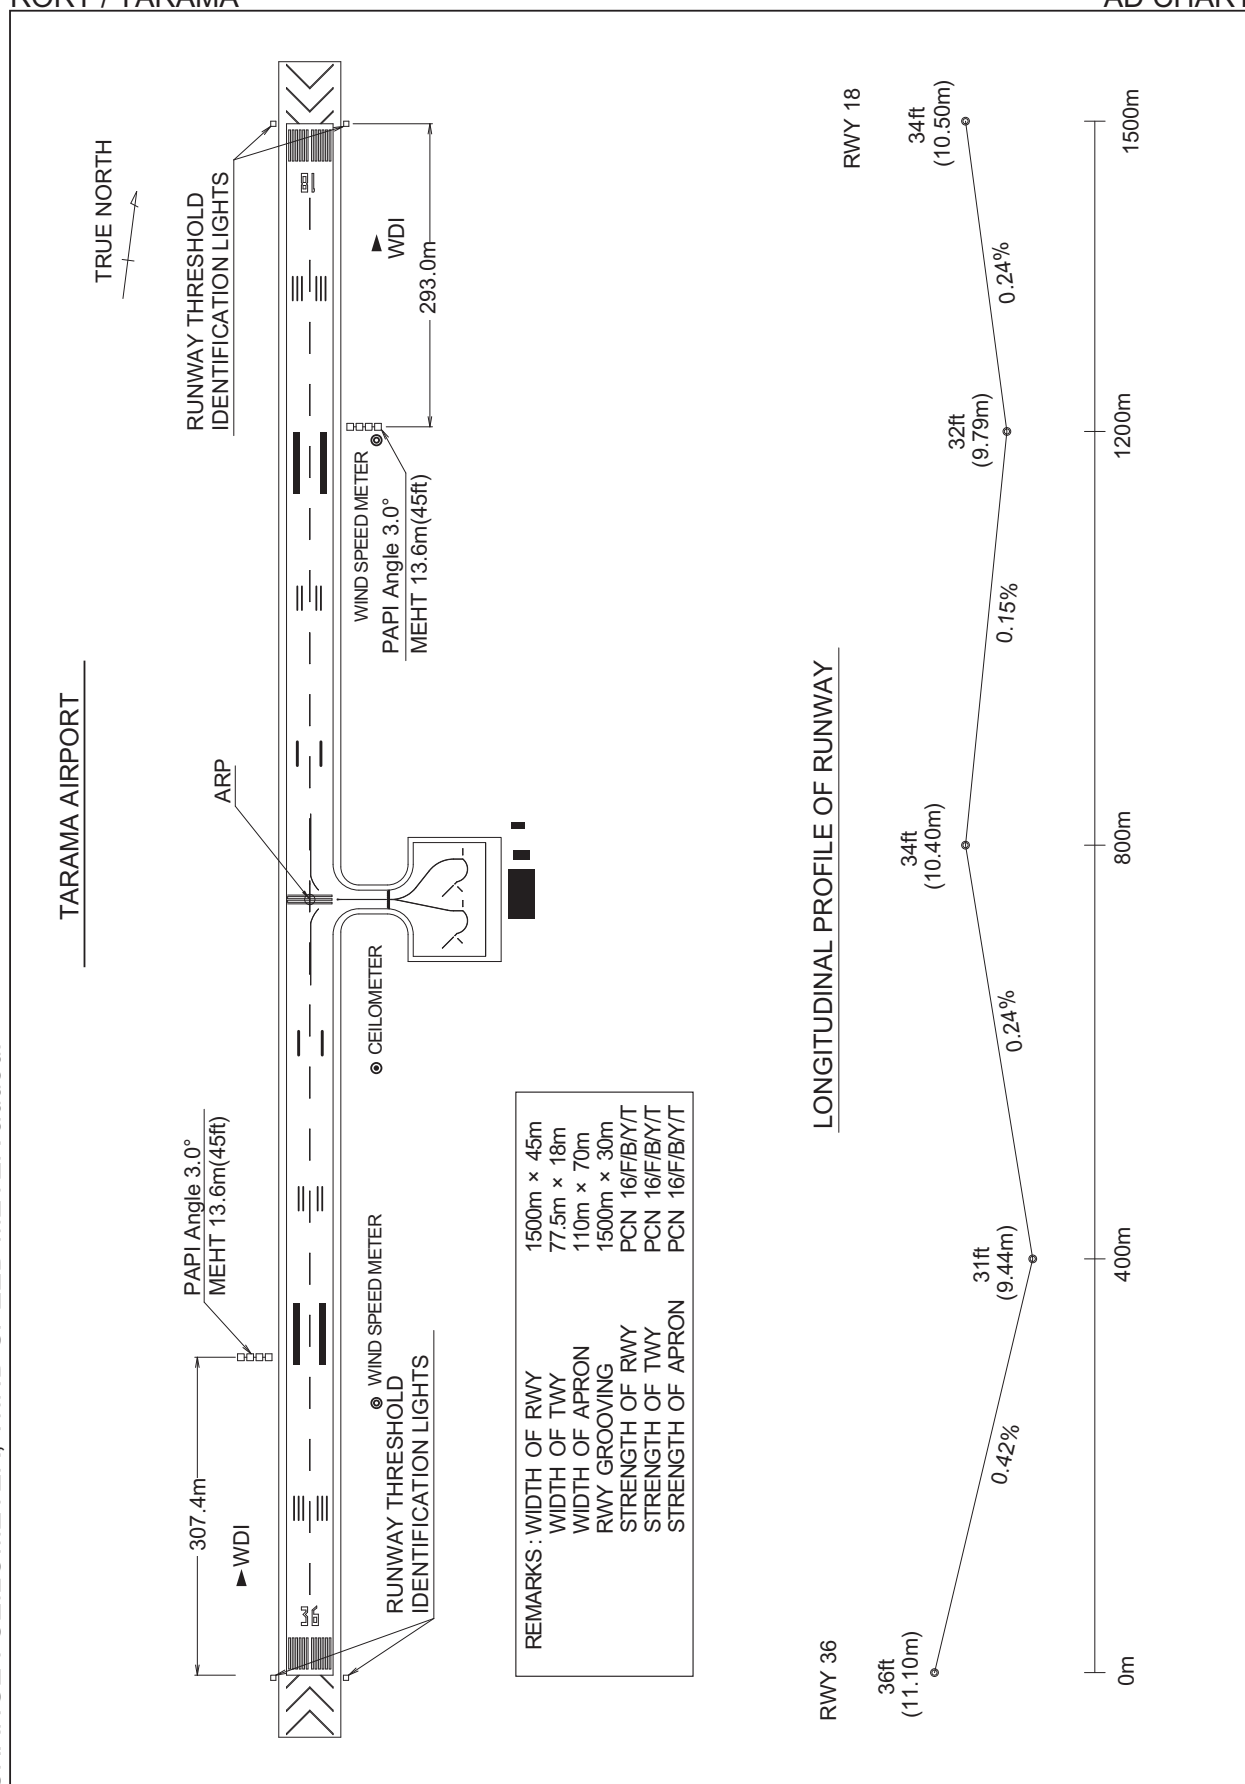 TARAMA AIRPORT
TRUE NORTH
RUNWAY THRESHOLD
IDENTIFICATION LIGHTS
ARP
PAPI Angle 3.0°
MEHT 13.6m(45ft)
307.4m
WDI
36
18
WDI
293.0m
WIND SPEED METER
PAPI Angle 3.0°
MEHT 13.6m(45ft)
CEILOMETER
WIND SPEED METER
RUNWAY THRESHOLD
IDENTIFICATION LIGHTS
REMARKS : WIDTH OF RWY 1500m × 45m
WIDTH OF TWY 77.5m × 18m
WIDTH OF APRON 110m × 70m
RWY GROOVING 1500m × 30m
STRENGTH OF RWY PCN 16/F/B/Y/T
STRENGTH OF TWY PCN 16/F/B/Y/T
STRENGTH OF APRON PCN 16/F/B/Y/T
LONGITUDINAL PROFILE OF RUNWAY
RWY 36
RWY 18
36ft
(11.10m)
31ft
(9.44m)
34ft
(10.40m)
32ft
(9.79m)
34ft
(10.50m)
0.42%
0.24%
0.15%
0.24%
0m
400m
800m
1200m
1500m